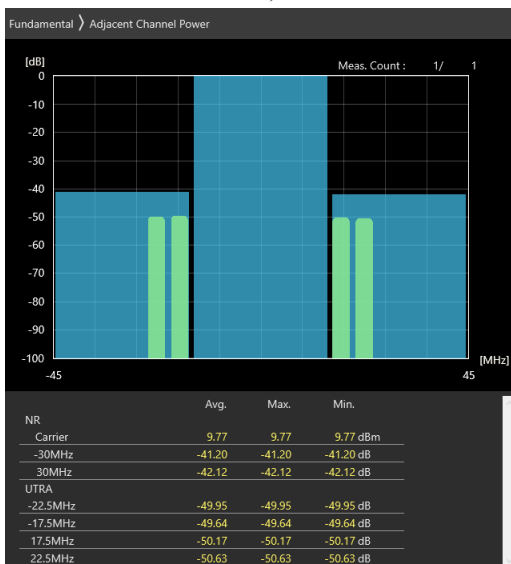 Fundamental 〉 Adjacent Channel Power
[dB]
Meas. Count : 1/ 1
0
-10
-20
-30
-40
-50
-60
-70
-80
-90
-100
[MHz]
-45 45
Avg. Max. Min.
NR
Carrier 9.77 9.77 9.77 dBm
-30MHz -41.20 -41.20 -41.20 dB
30MHz -42.12 -42.12 -42.12 dB
UTRA
-22.5MHz -49.95 -49.95 -49.95 dB
-17.5MHz -49.64 -49.64 -49.64 dB
17.5MHz -50.17 -50.17 -50.17 dB
22.5MHz -50.63 -50.63 -50.63 dB